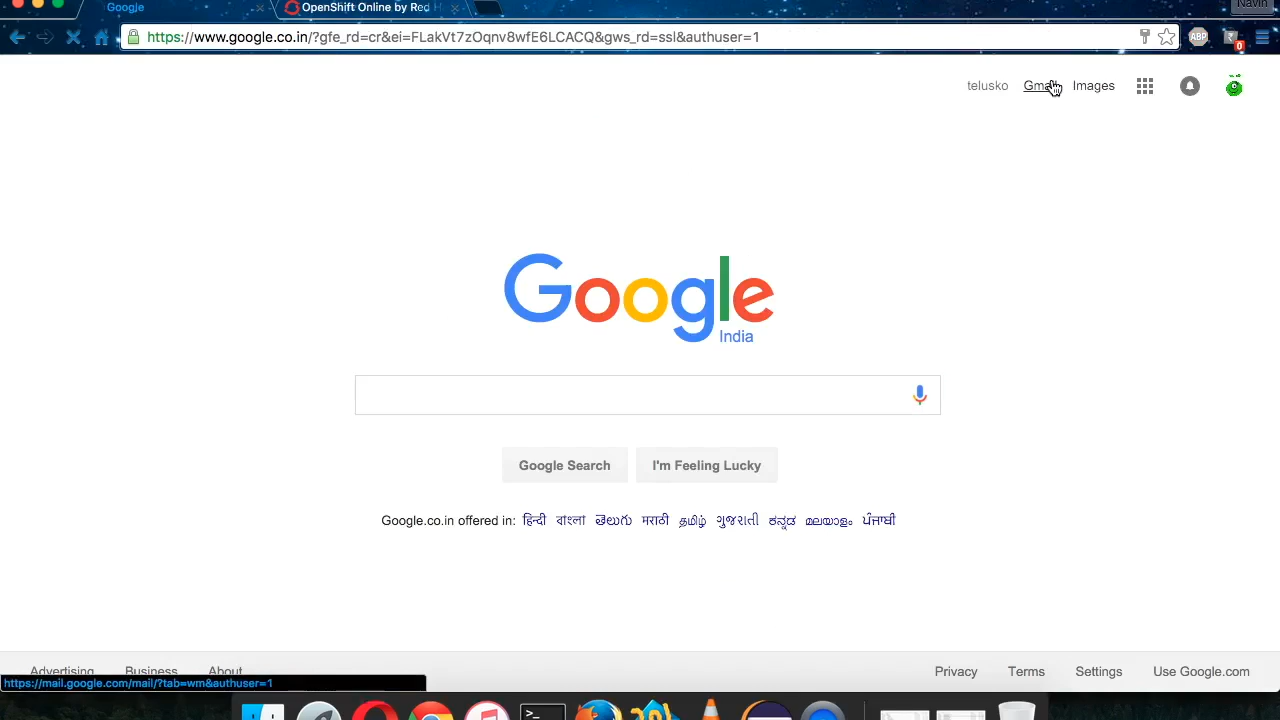 Google
OpenShift Online by Red H
Navin
https://www.google.co.in/?gfe_rd=cr&ei=FLakVt7zOqnv8wfE6LCACQ&gws_rd=ssl&authuser=1
ABP
0
telusko Gmail Images
Google
India
Google Search I'm Feeling Lucky
Google.co.in offered in: हिन्दी বাংলা తెలుగు मराठी தமிழ் ગુજરાતી ಕನ್ನಡ മലയാളം ਪੰਜਾਬੀ
Advertising Business About Privacy Terms Settings Use Google.com
https://mail.google.com/mail/?tab=wm&authuser=1